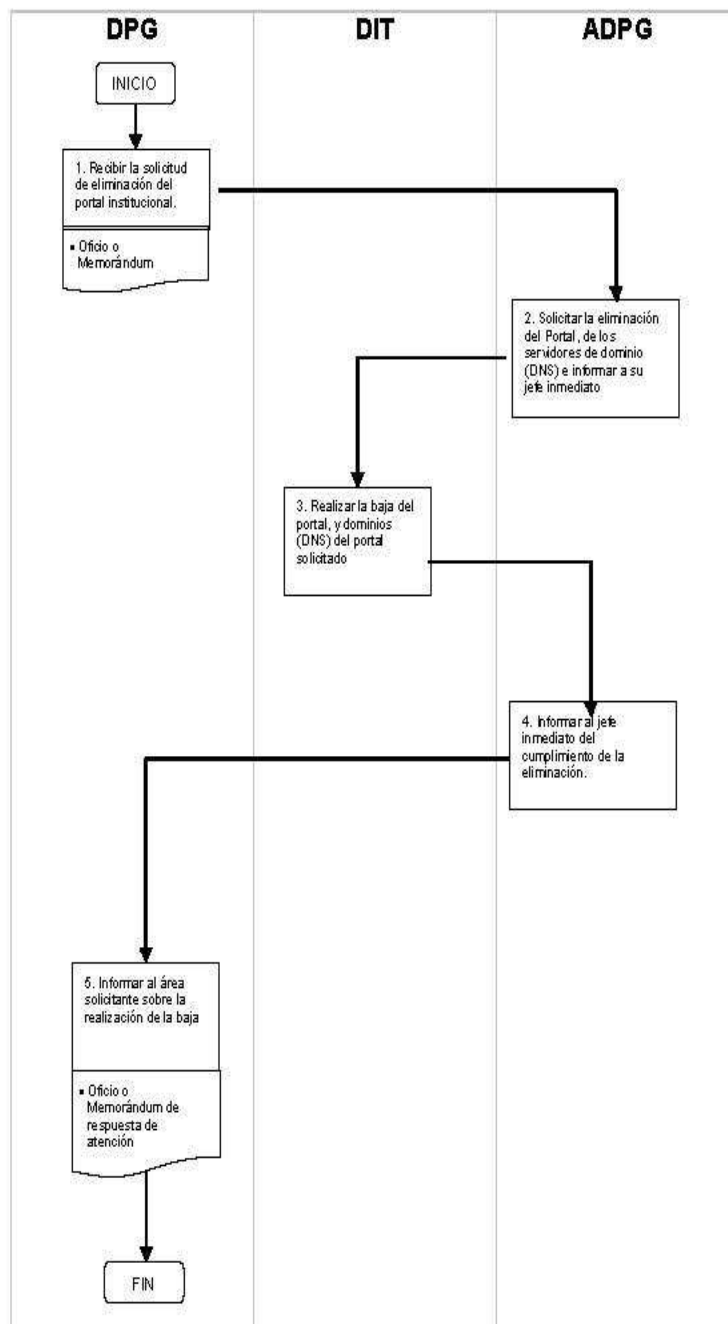 DPG
DIT
ADPG
INICIO
1. Recibir la solicitud
de eliminación del
portal institucional.
▪ Oficio o
Memorándum
2. Solicitar la eliminación
del Portal, de los
servidores de dominio
(DNS) e informar a su
jefe inmediato
3. Realizar la baja del
portal, y dominios
(DNS) del portal
solicitado
4. Informar al jefe
inmediato del
cumplimiento de la
eliminación.
5. Informar al área
solicitante sobre la
realización de la baja
▪ Oficio o
Memorándum de
respuesta de
atención
FIN